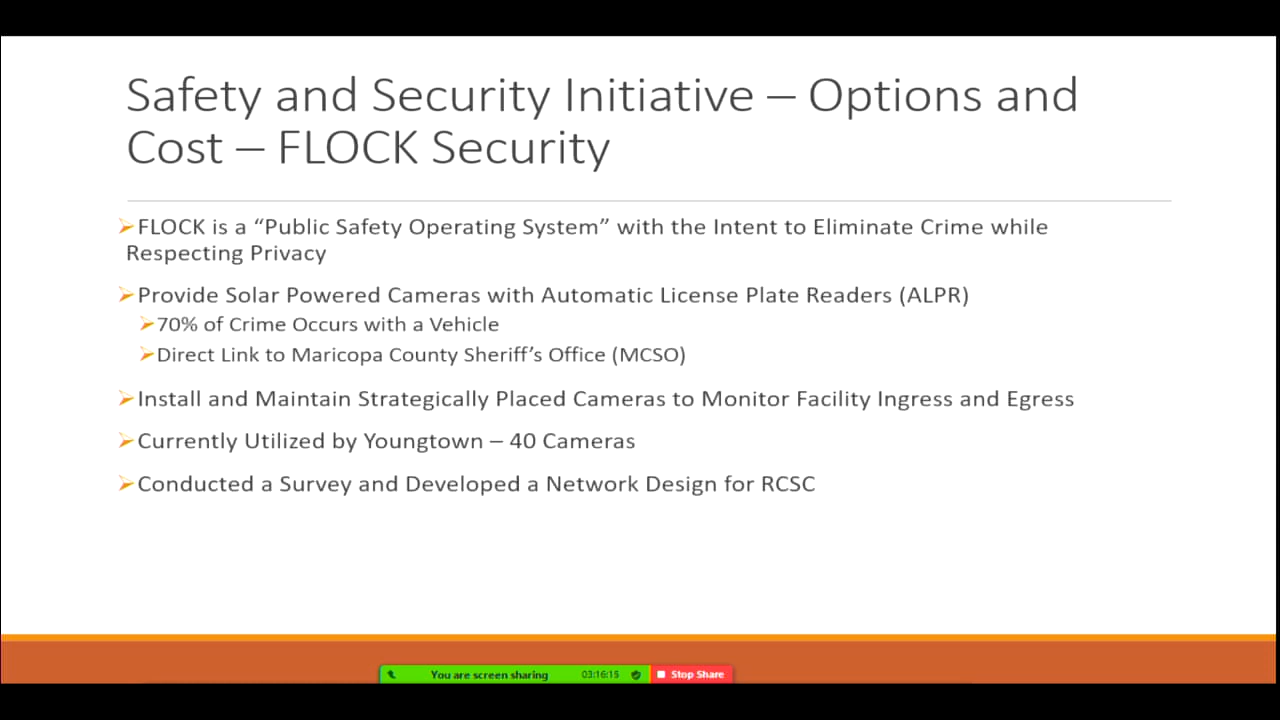 Safety and Security Initiative – Options and
Cost – FLOCK Security
FLOCK is a “Public Safety Operating System” with the Intent to Eliminate Crime while
Respecting Privacy
Provide Solar Powered Cameras with Automatic License Plate Readers (ALPR)
70% of Crime Occurs with a Vehicle
Direct Link to Maricopa County Sheriff’s Office (MCSO)
Install and Maintain Strategically Placed Cameras to Monitor Facility Ingress and Egress
Currently Utilized by Youngtown – 40 Cameras
Conducted a Survey and Developed a Network Design for RCSC
You are screen sharing 03:16:15 Stop Share